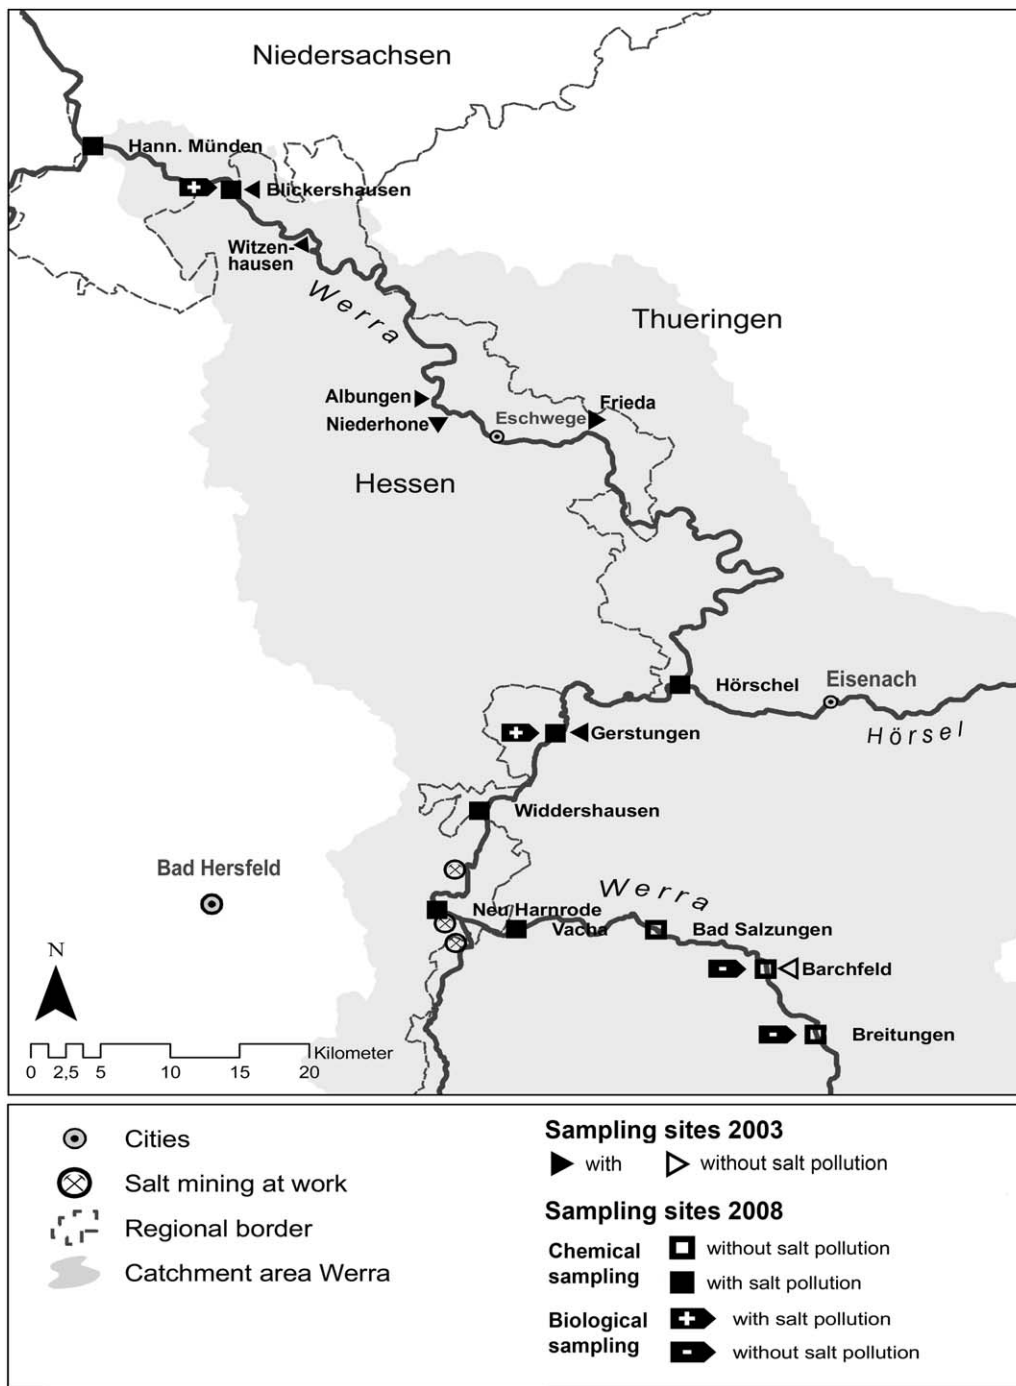 Niedersachsen
Hann. Münden
Blickershausen
Witzen-
hausen
Werra
Thueringen
Albungen
Frieda
Niederhone
Eschwege
Hessen
Hörschel
Eisenach
Hörsel
Gerstungen
Widdershausen
Bad Hersfeld
Werra
Neu/Harnrode
Vacha
Bad Salzungen
Barchfeld
N
Breitungen
Kilometer
0 2,5 5 10 15 20
Cities
Salt mining at work
Regional border
Catchment area Werra
Sampling sites 2003
with without salt pollution
Sampling sites 2008
Chemical
sampling
without salt pollution
with salt pollution
Biological
sampling
with salt pollution
without salt pollution